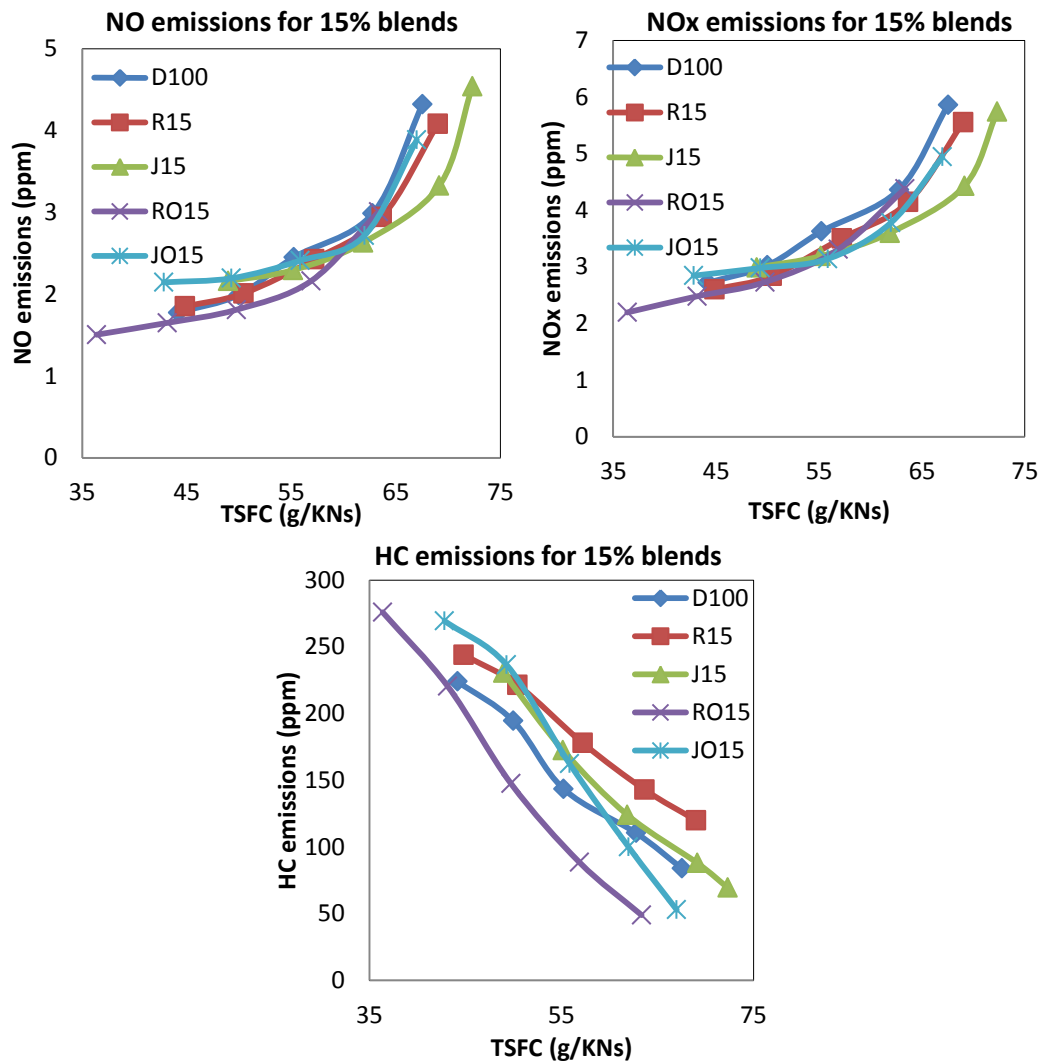 NO emissions for 15% blends
NO emissions (ppm)
5
4
3
2
1
0
D100
R15
J15
RO15
JO15
35 45 55 65 75
TSFC (g/KNs)
NOx emissions for 15% blends
NOx emissions (ppm)
7
6
5
4
3
2
1
0
D100
R15
J15
RO15
JO15
35 45 55 65 75
TSFC (g/KNs)
HC emissions for 15% blends
HC emissions (ppm)
300
250
200
150
100
50
0
D100
R15
J15
RO15
JO15
35 55 75
TSFC (g/KNs)